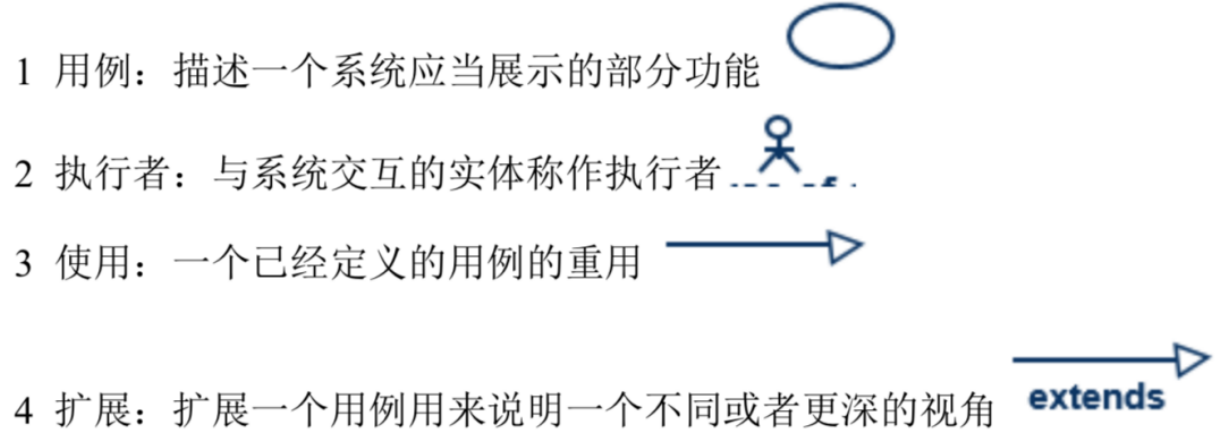 1 用例：描述一个系统应当展示的部分功能
2 执行者：与系统交互的实体称作执行者
3 使用：一个已经定义的用例的重用
4 扩展：扩展一个用例用来说明一个不同或者更深的视角
extends